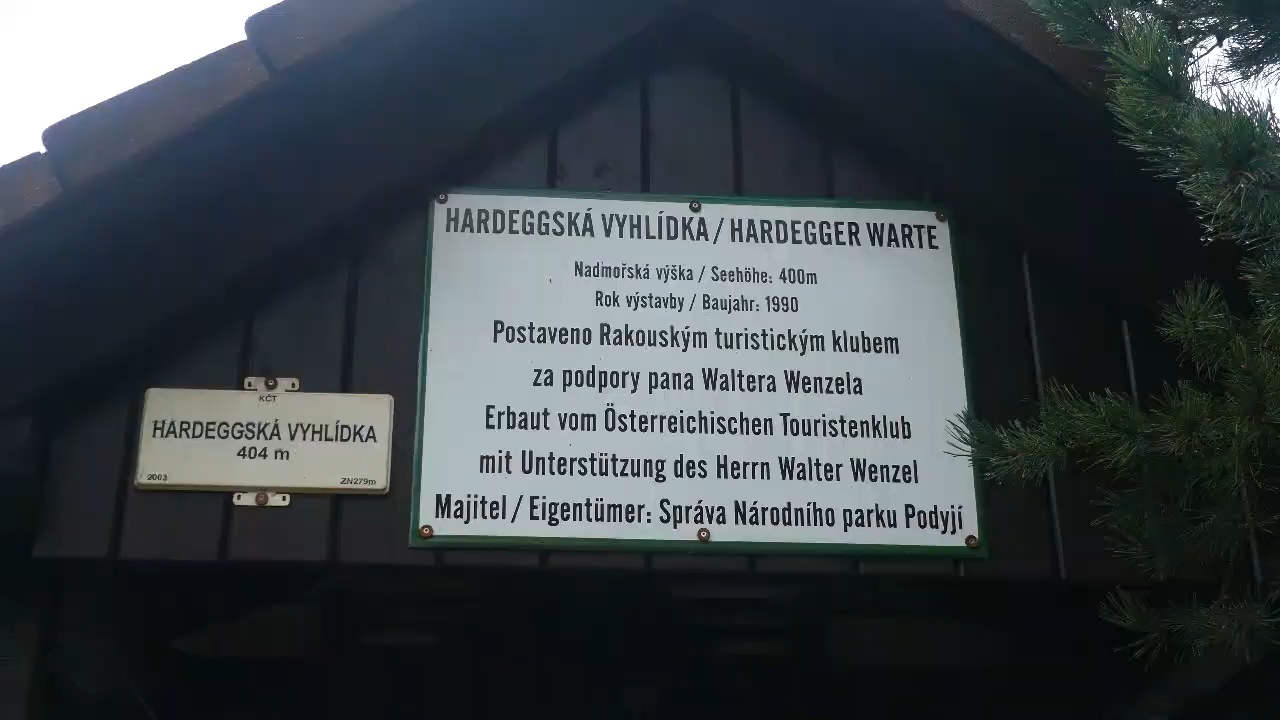 HARDEGGSKÁ VYHLÍDKA / HARDEGGER WARTE
Nadmořská výška / Seehöhe: 400m
Rok výstavby / Baujahr: 1990
Postaveno Rakouským turistickým klubem
za podpory pana Waltera Wenzela
Erbaut vom Österreichischen Touristenklub
mit Unterstützung des Herrn Walter Wenzel
Majitel / Eigentümer: Správa Národního parku Podyjí
KČT
HARDEGGSKÁ VYHLÍDKA
404 m
2003 ZN279m